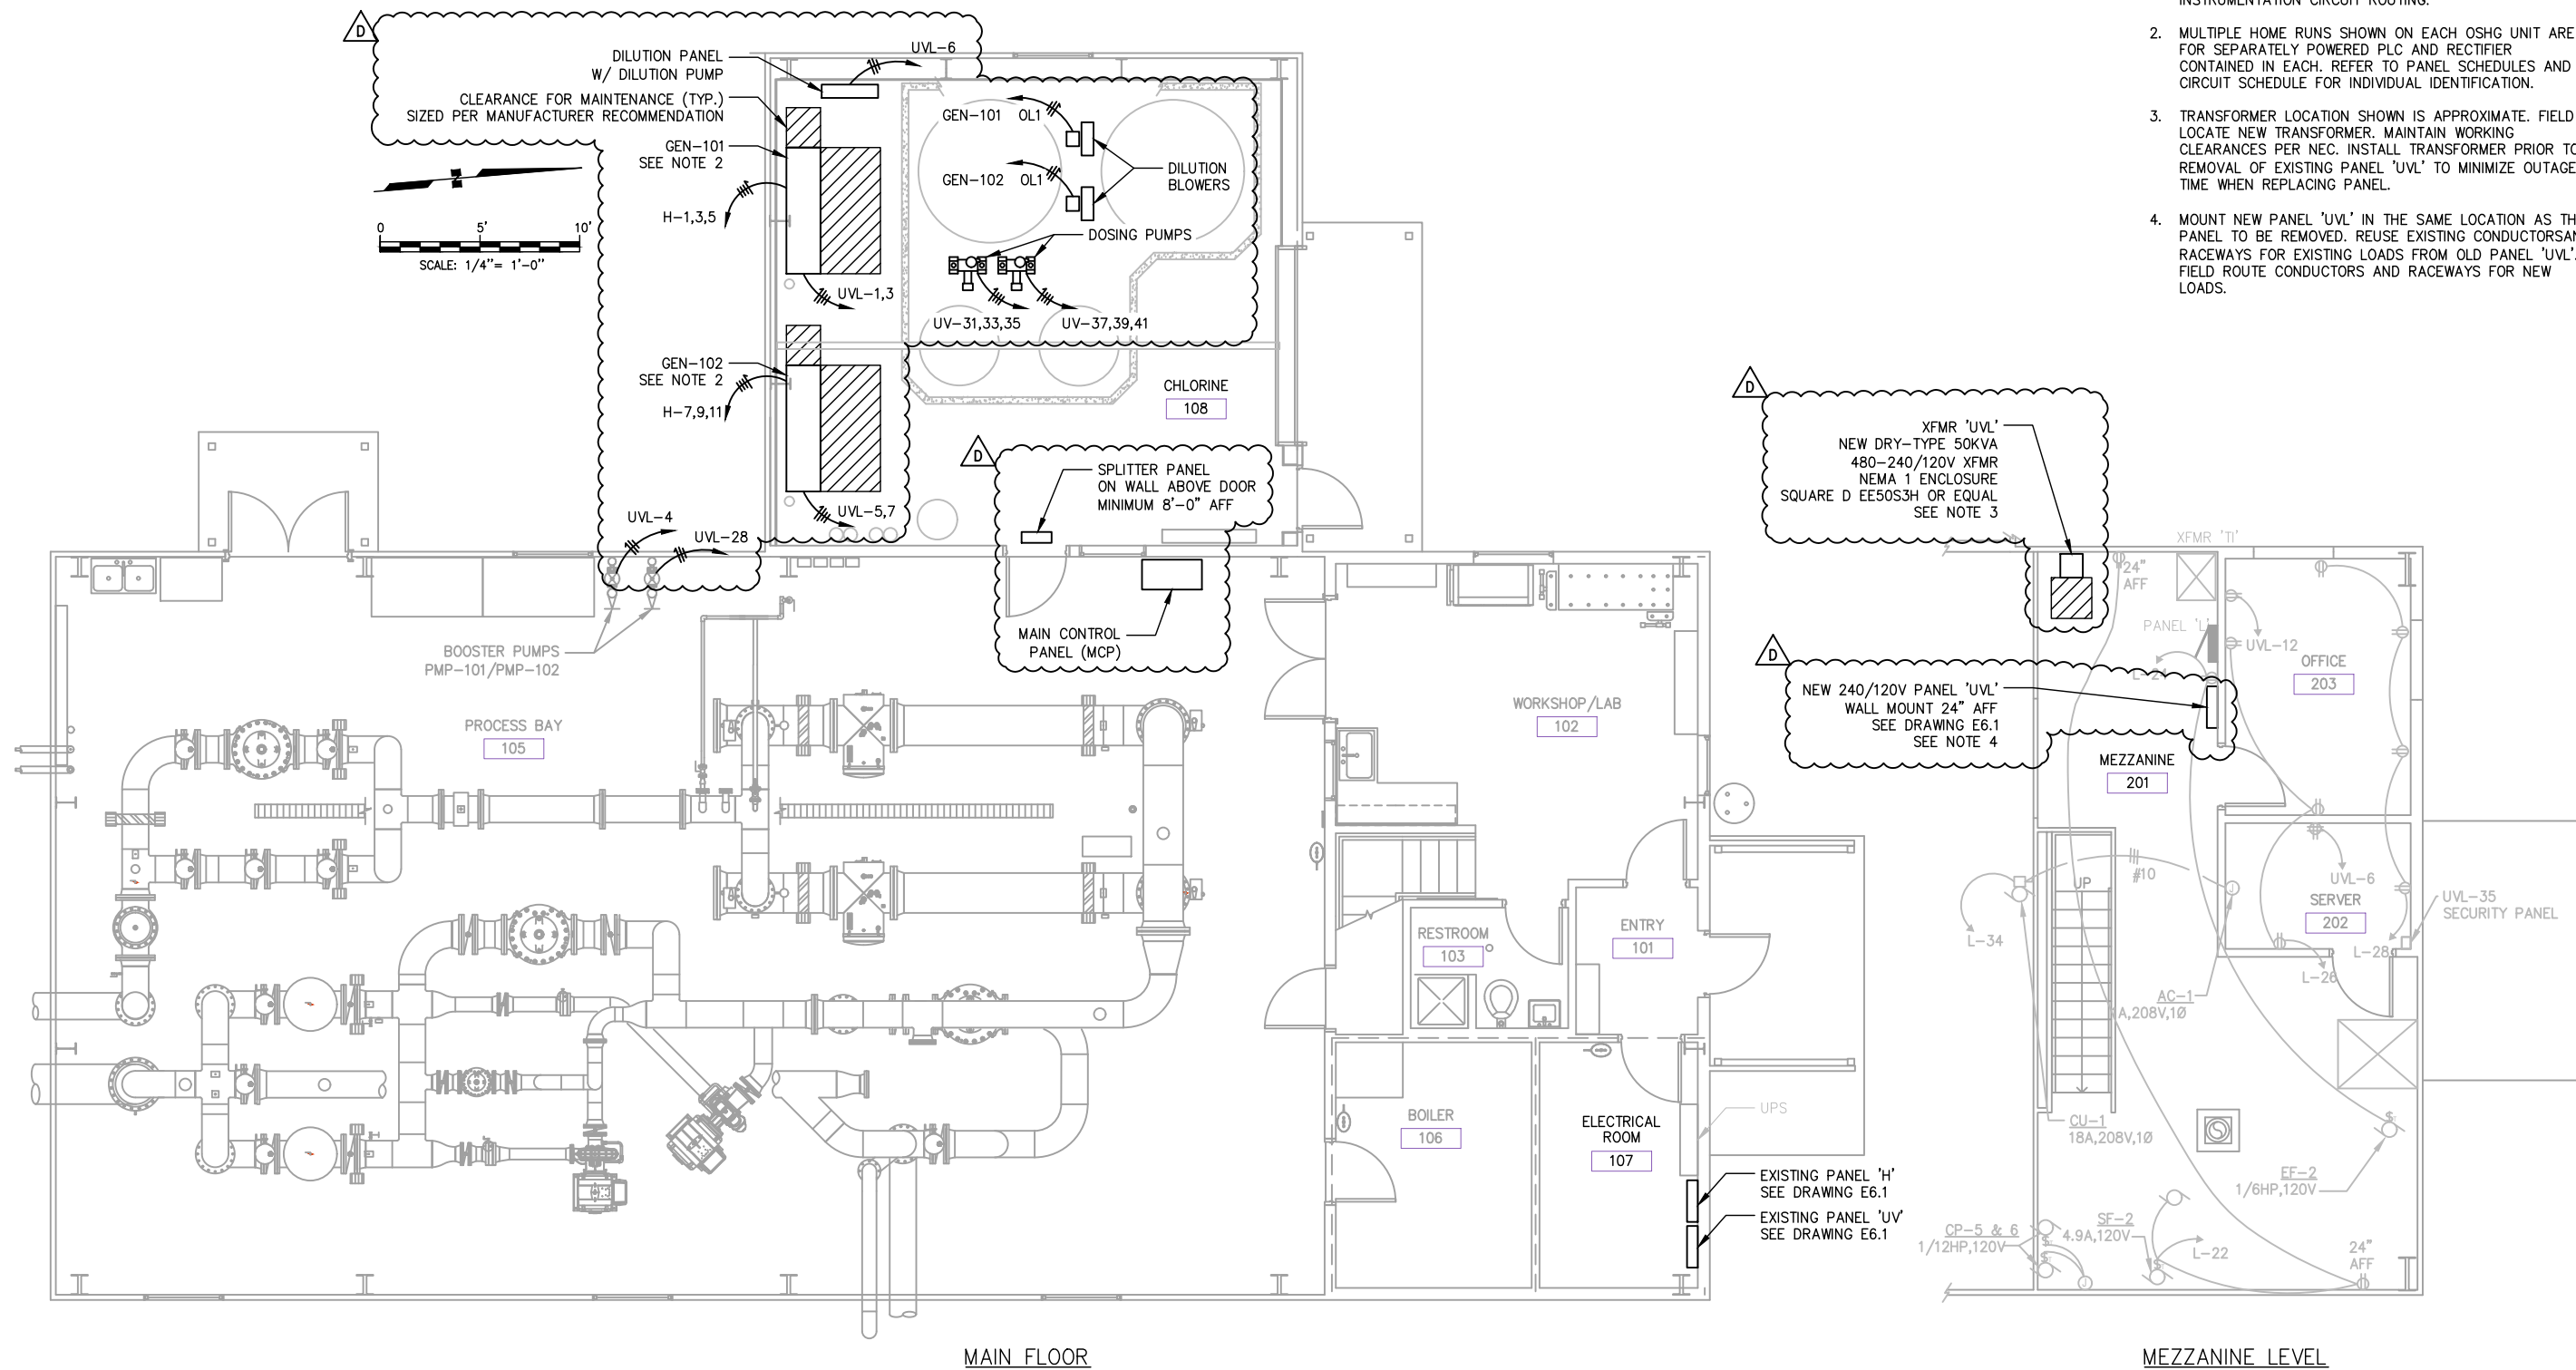 INSTRUMENTATION CIRCUIT ROUTING.
2. MULTIPLE HOME RUNS SHOWN ON EACH OSHG UNIT ARE
FOR SEPARATELY POWERED PLC AND RECTIFIER
CONTAINED IN EACH. REFER TO PANEL SCHEDULES AND
CIRCUIT SCHEDULE FOR INDIVIDUAL IDENTIFICATION.
3. TRANSFORMER LOCATION SHOWN IS APPROXIMATE. FIELD
LOCATE NEW TRANSFORMER. MAINTAIN WORKING
CLEARANCES PER NEC. INSTALL TRANSFORMER PRIOR TO
REMOVAL OF EXISTING PANEL 'UVL' TO MINIMIZE OUTAGE
TIME WHEN REPLACING PANEL.
4. MOUNT NEW PANEL 'UVL' IN THE SAME LOCATION AS TH
PANEL TO BE REMOVED. REUSE EXISTING CONDUCTORSAN
RACEWAYS FOR EXISTING LOADS FROM OLD PANEL 'UVL'.
FIELD ROUTE CONDUCTORS AND RACEWAYS FOR NEW
LOADS.
D
DILUTION PANEL
W/ DILUTION PUMP
UVL-6
CLEARANCE FOR MAINTENANCE (TYP.)
SIZED PER MANUFACTURER RECOMMENDATION
GEN-101
SEE NOTE 2
H-1,3,5
Z
0 5' 10'
SCALE: 1/4"= 1'-0"
GEN-101 OL1
GEN-102 OL1
DILUTION
BLOWERS
DOSING PUMPS
UVL-1,3
UV-31,33,35
UV-37,39,41
GEN-102
SEE NOTE 2
H-7,9,11
CHLORINE
108
UVL-5,7
UVL-4
UVL-28
D
SPLITTER PANEL
ON WALL ABOVE DOOR
MINIMUM 8'-0" AFF
MAIN CONTROL
PANEL (MCP)
BOOSTER PUMPS
PMP-101/PMP-102
PROCESS BAY
105
WORKSHOP/LAB
102
RESTROOM
103
ENTRY
101
BOILER
106
ELECTRICAL
ROOM
107
UPS
EXISTING PANEL 'H'
SEE DRAWING E6.1
EXISTING PANEL 'UV'
SEE DRAWING E6.1
MAIN FLOOR
D
XFMR 'UVL'
NEW DRY-TYPE 50KVA
480-240/120V XFMR
NEMA 1 ENCLOSURE
SQUARE D EE50S3H OR EQUAL
SEE NOTE 3
XFMR 'TI'
24"
AFF
PANEL 'L'
L-24
UVL-12
OFFICE
203
D
NEW 240/120V PANEL 'UVL'
WALL MOUNT 24" AFF
SEE DRAWING E6.1
SEE NOTE 4
MEZZANINE
201
#10
UP
J
UVL-6
SERVER
202
UVL-35
SECURITY PANEL
L-34
L-28
L-26
AC-1
A,208V,1Ø
CU-1
18A,208V,1Ø
EF-2
1/6HP,120V
CP-5 & 6
1/12HP,120V
SF-2
4.9A,120V
L-22
J
24"
AFF
MEZZANINE LEVEL